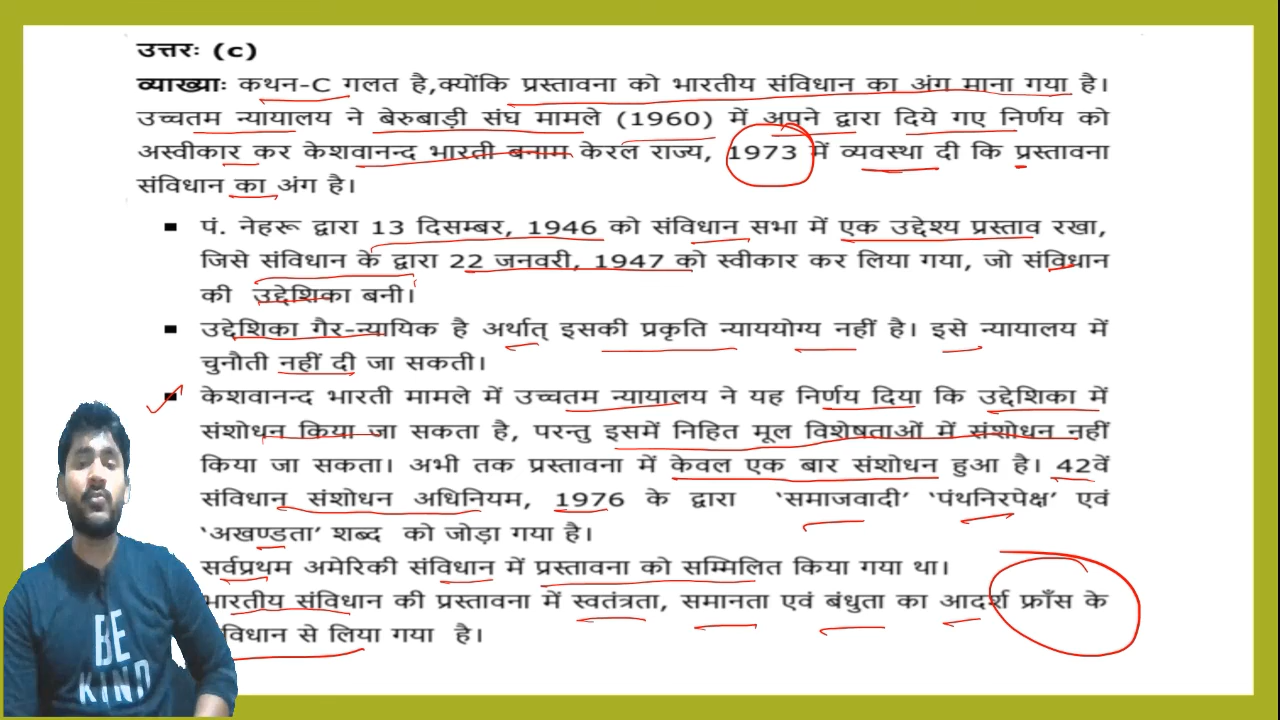 उत्तरः (c)
व्याख्याः कथन-C गलत है,क्योंकि प्रस्तावना को भारतीय संविधान का अंग माना गया है।
उच्चतम न्यायालय ने बेरुबाड़ी संघ मामले (1960) में अपने द्वारा दिये गए निर्णय को
अस्वीकार कर केशवानन्द भारती बनाम केरल राज्य, 1973 में व्यवस्था दी कि प्रस्तावना
संविधान का अंग है।
▪ पं. नेहरू द्वारा 13 दिसम्बर, 1946 को संविधान सभा में एक उद्देश्य प्रस्ताव रखा,
जिसे संविधान के द्वारा 22 जनवरी, 1947 को स्वीकार कर लिया गया, जो संविधान
की उद्देशिका बनी।
▪ उद्देशिका गैर-न्यायिक है अर्थात् इसकी प्रकृति न्याययोग्य नहीं है। इसे न्यायालय में
चुनौती नहीं दी जा सकती।
▪ केशवानन्द भारती मामले में उच्चतम न्यायालय ने यह निर्णय दिया कि उद्देशिका में
संशोधन किया जा सकता है, परन्तु इसमें निहित मूल विशेषताओं में संशोधन नहीं
किया जा सकता। अभी तक प्रस्तावना में केवल एक बार संशोधन हुआ है। 42वें
संविधान संशोधन अधिनियम, 1976 के द्वारा 'समाजवादी' 'पंथनिरपेक्ष' एवं
'अखण्डता' शब्द को जोड़ा गया है।
सर्वप्रथम अमेरिकी संविधान में प्रस्तावना को सम्मिलित किया गया था।
भारतीय संविधान की प्रस्तावना में स्वतंत्रता, समानता एवं बंधुता का आदर्श फ्राँस के
विधान से लिया गया है।
BE
KIND